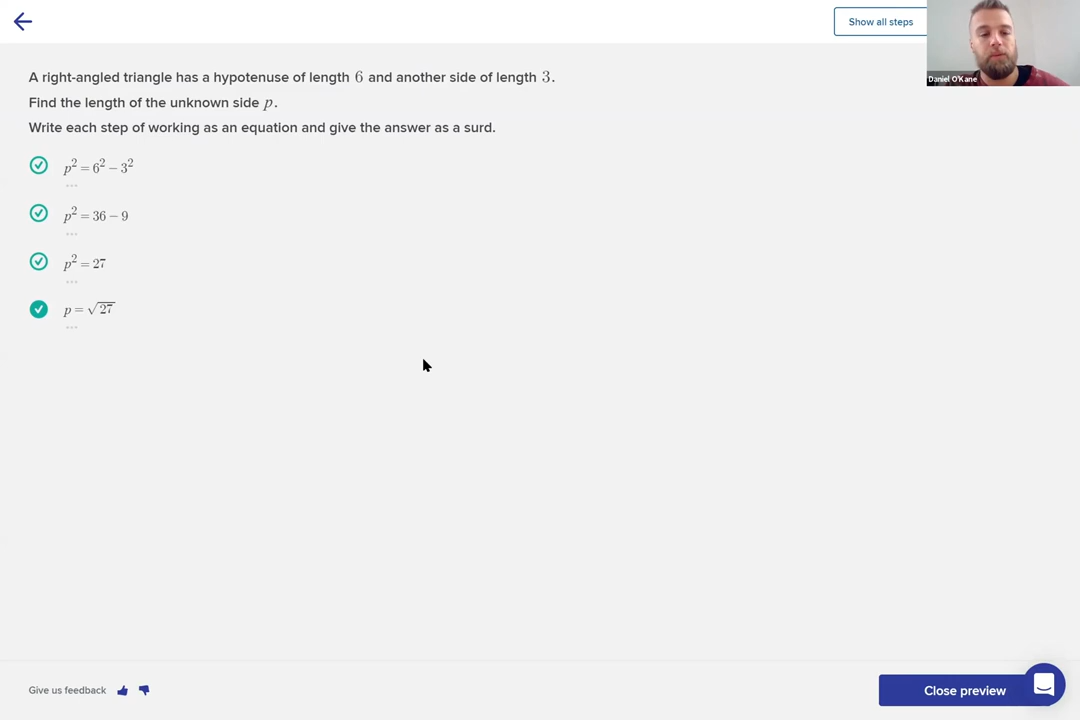 Show all steps
Daniel O'Kane
A right-angled triangle has a hypotenuse of length 6 and another side of length 3.
Find the length of the unknown side p.
Write each step of working as an equation and give the answer as a surd.
p² = 6² − 3²
...
p² = 36 − 9
...
p² = 27
...
p = √27
...
Give us feedback
Close preview